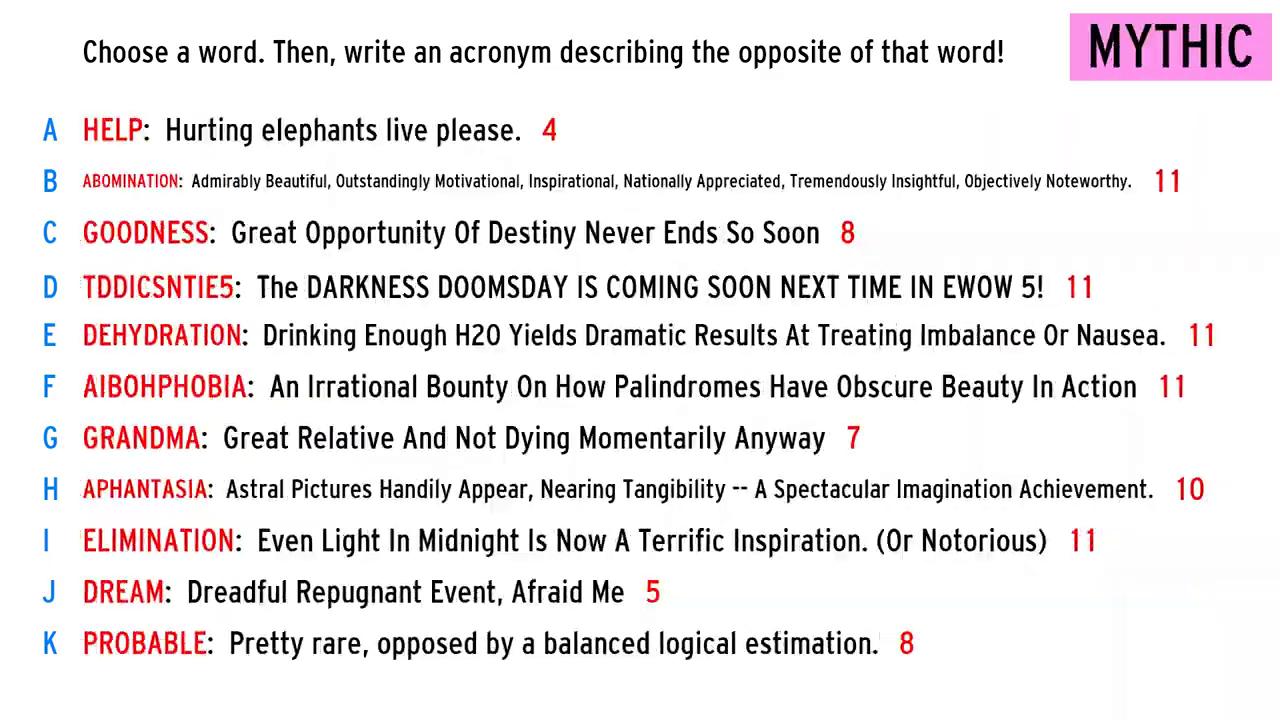 Choose a word. Then, write an acronym describing the opposite of that word!
MYTHIC
A HELP: Hurting elephants live please. 4
B ABOMINATION: Admirably Beautiful, Outstandingly Motivational, Inspirational, Nationally Appreciated, Tremendously Insightful, Objectively Noteworthy. 11
C GOODNESS: Great Opportunity Of Destiny Never Ends So Soon 8
D TDDICSNTIE5: The DARKNESS DOOMSDAY IS COMING SOON NEXT TIME IN EWOW 5! 11
E DEHYDRATION: Drinking Enough H2O Yields Dramatic Results At Treating Imbalance Or Nausea. 11
F AIBOHPHOBIA: An Irrational Bounty On How Palindromes Have Obscure Beauty In Action 11
G GRANDMA: Great Relative And Not Dying Momentarily Anyway 7
H APHANTASIA: Astral Pictures Handily Appear, Nearing Tangibility -- A Spectacular Imagination Achievement. 10
I ELIMINATION: Even Light In Midnight Is Now A Terrific Inspiration. (Or Notorious) 11
J DREAM: Dreadful Repugnant Event, Afraid Me 5
K PROBABLE: Pretty rare, opposed by a balanced logical estimation. 8